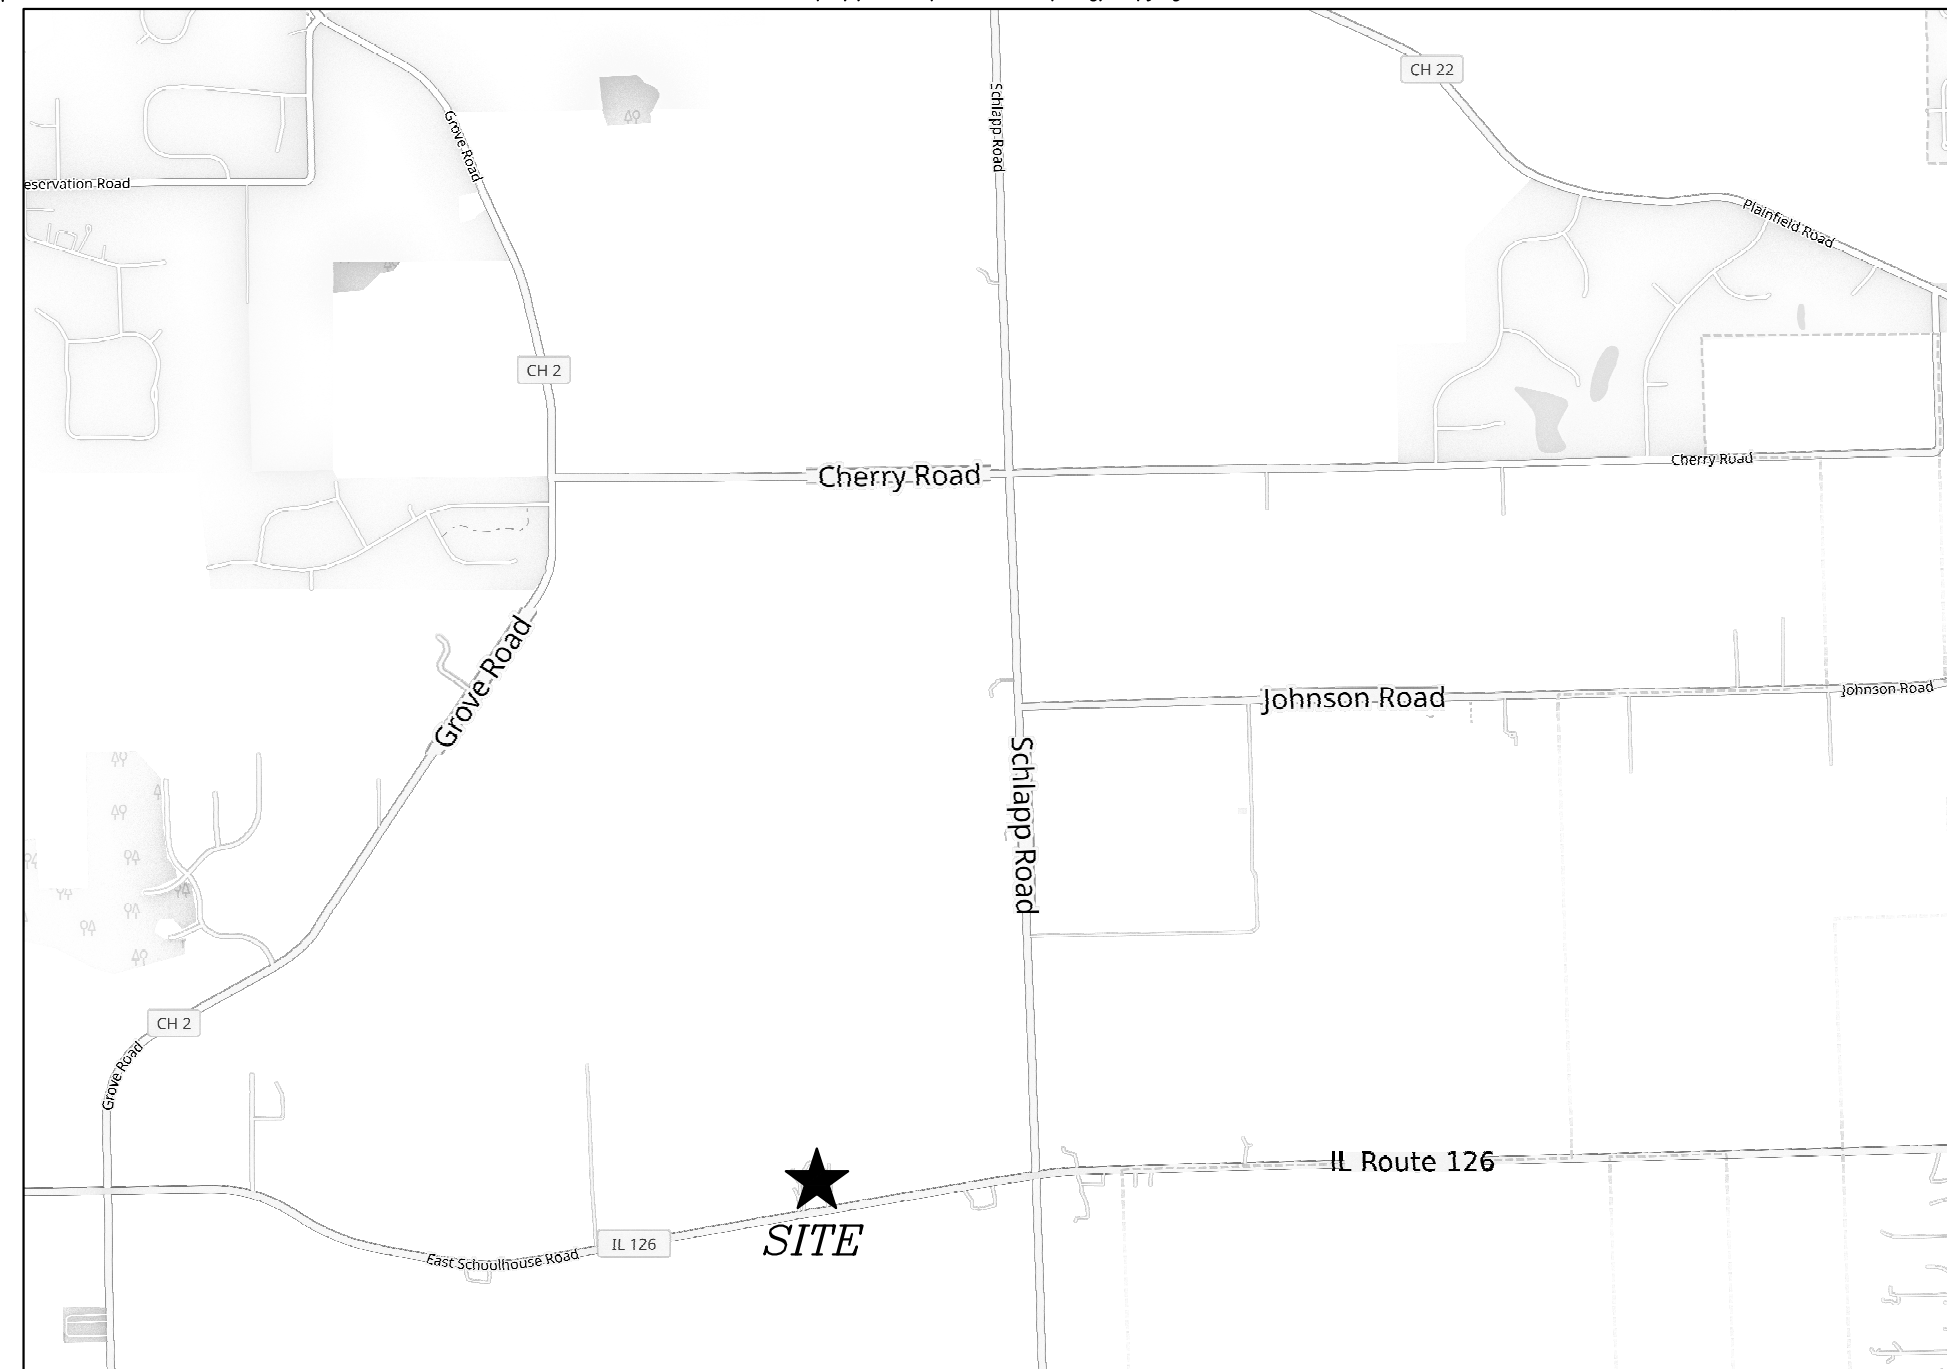 CH 22
Schlapp Road
Grove Road
eservation Road
Plainfield Road
CH 2
Cherry Road
Cherry Road
Grove Road
Johnson Road
Johnson Road
Schlapp Road
CH 2
Grove Road
IL Route 126
SITE
IL 126
East Schoolhouse Road